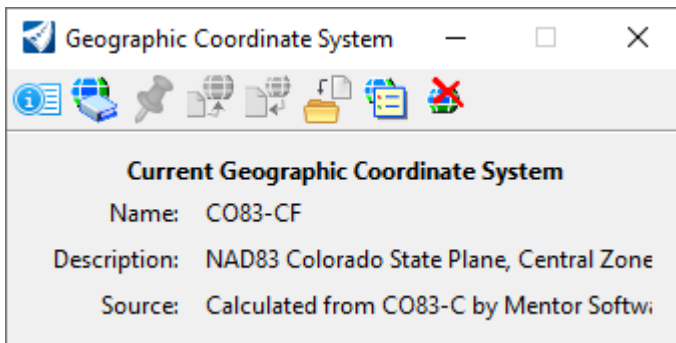 Geographic Coordinate System
Current Geographic Coordinate System
Name: CO83-CF
Description: NAD83 Colorado State Plane, Central Zone
Source: Calculated from CO83-C by Mentor